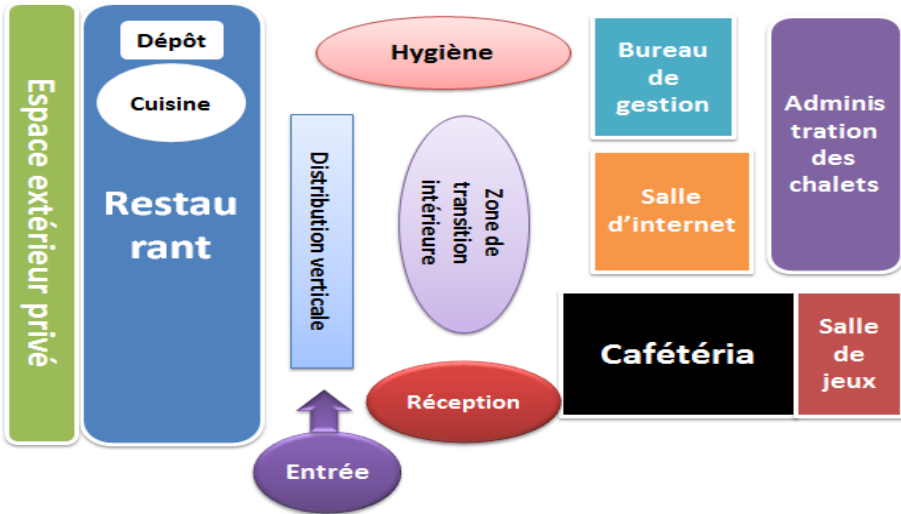 Espace extérieur privé
Dépôt
Cuisine
Restau
rant
Hygiène
Distribution verticale
Zone de
transition
intérieure
Bureau
de
gestion
Salle
d’internet
Adminis
tration
des
chalets
Cafétéria
Salle
de
jeux
Réception
Entrée